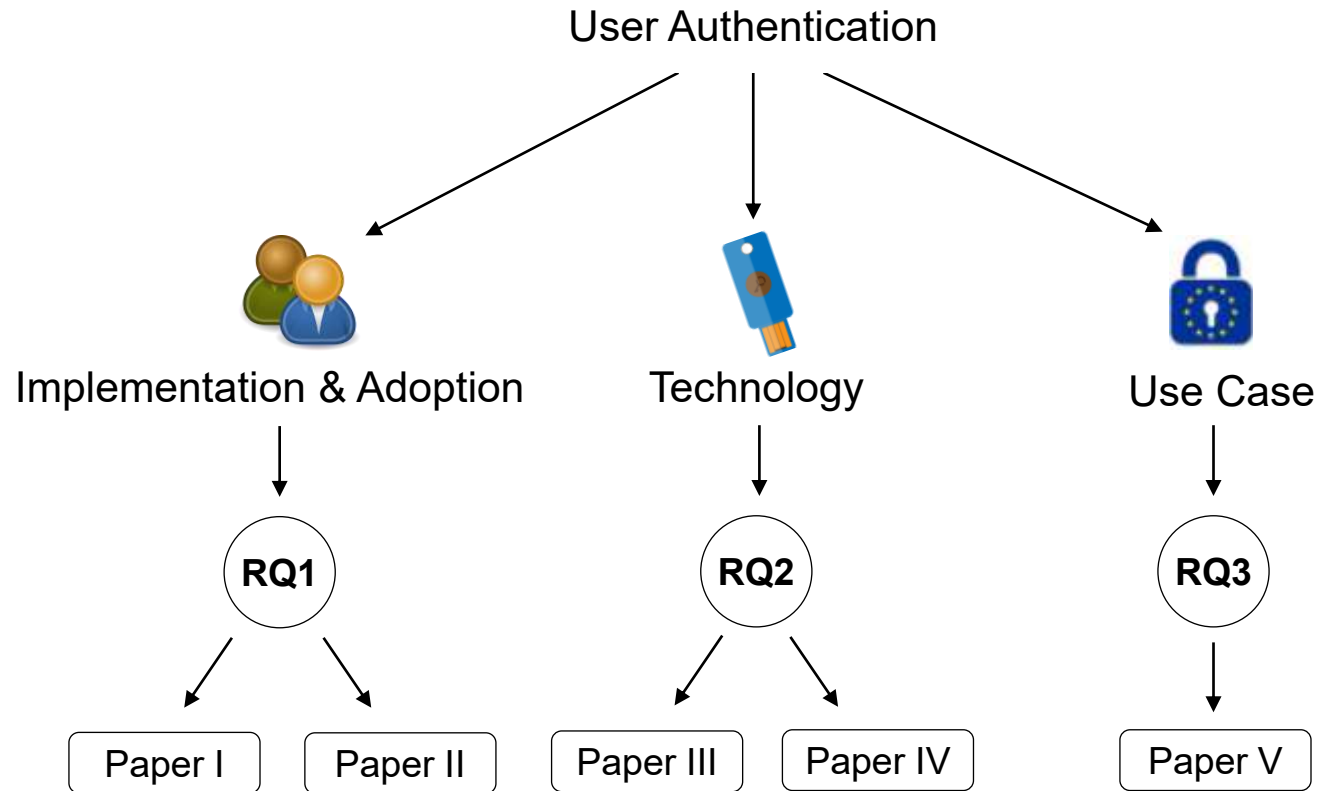 User Authentication
Implementation & Adoption
Technology
Use Case
RQ1
RQ2
RQ3
Paper I
Paper II
Paper III
Paper IV
Paper V